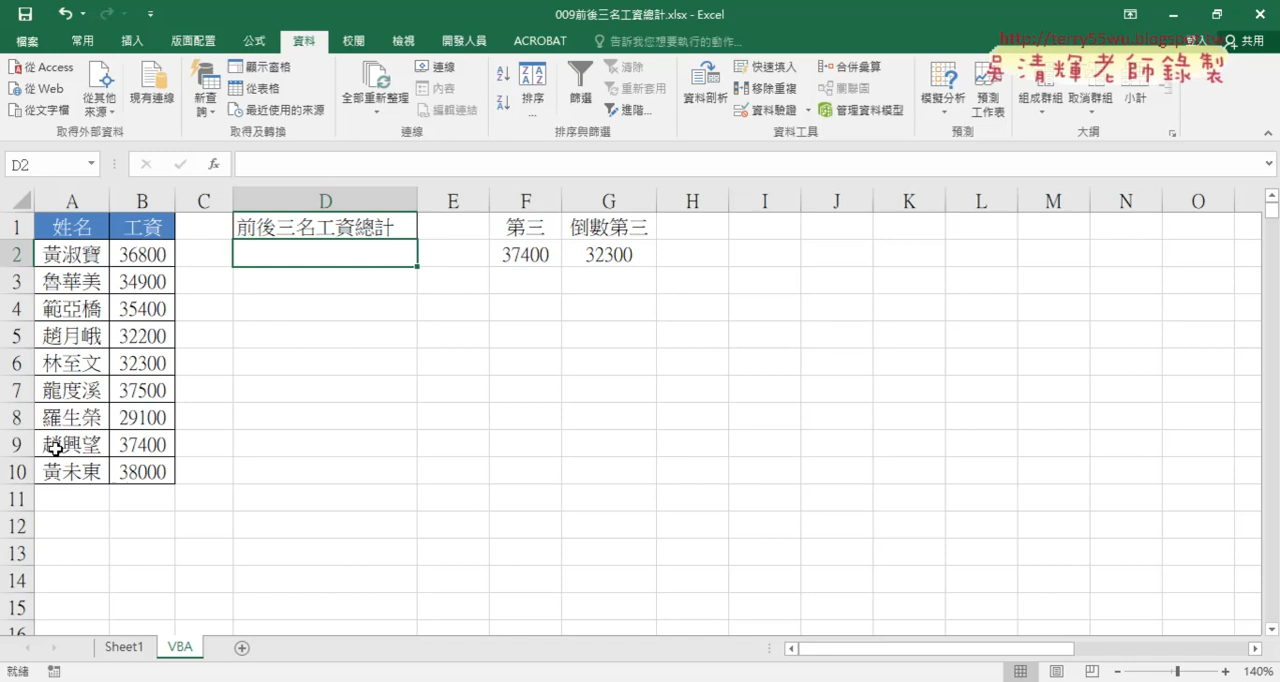 009前後三名工資總計.xlsx - Excel
檔案 常用 插入 版面配置 公式 資料 校閱 檢視 開發人員 ACROBAT 告訴我您想要執行的動作... 登入 共用
http://terry55wu.blogspot.tw
吳清輝老師錄製
從 Access
從 Web
從文字檔
從其他來源
現有連線
取得外部資料
新查詢
顯示查詢
從表格
最近使用的來源
取得及轉換
全部重新整理
連線
內容
編輯連結
連線
排序
篩選
清除
重新套用
進階...
排序與篩選
資料剖析
快速填入
移除重複
資料驗證
合併彙算
關聯圖
管理資料模型
資料工具
模擬分析
預測工作表
預測
組成群組
取消群組
小計
大綱
D2 fx
A B C D E F G H I J K L M N O
1 姓名 工資 前後三名工資總計 第三 倒數第三
2 黃淑寶 36800 37400 32300
3 魯華美 34900
4 範亞橋 35400
5 趙月峨 32200
6 林至文 32300
7 龍度溪 37500
8 羅生榮 29100
9 趙興望 37400
10 黃未東 38000
11
12
13
14
15
16
Sheet1 VBA
就緒 140%